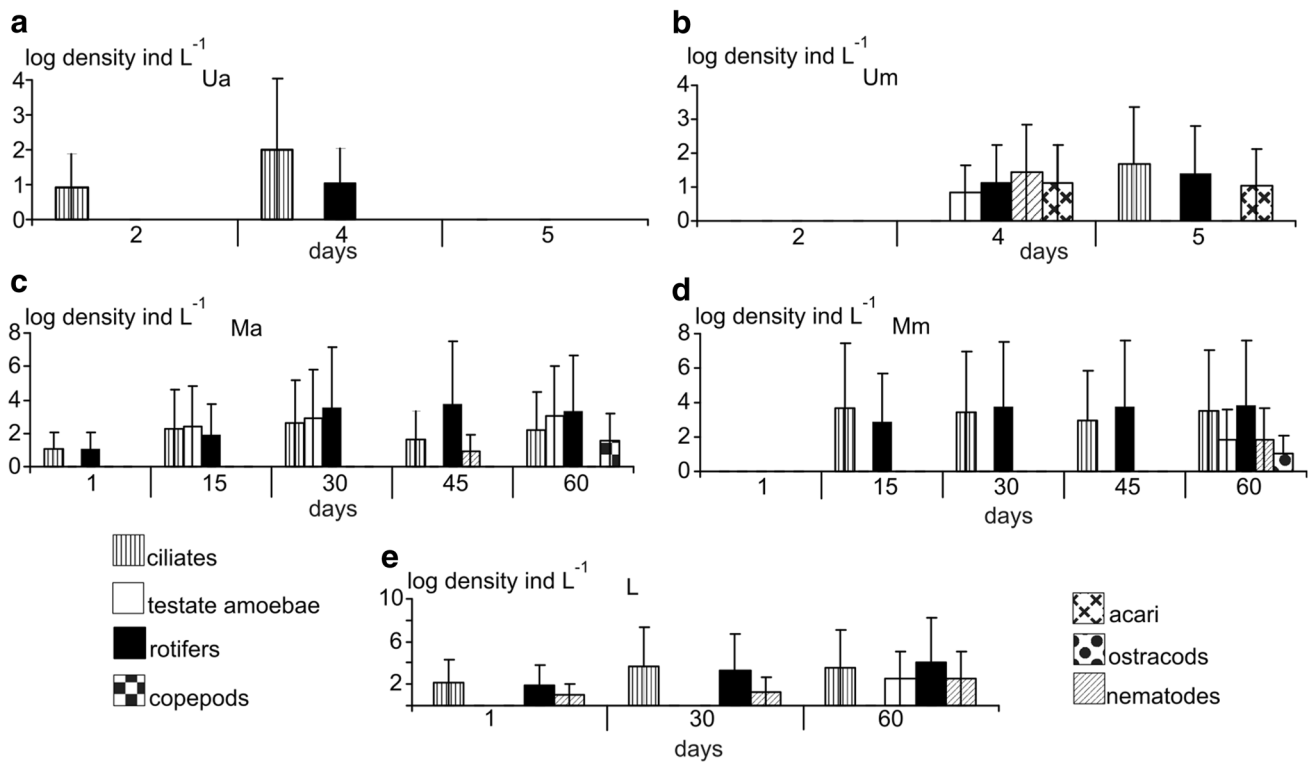 a
log density ind L⁻¹
Ua
4
3
2
1
0
2 4 5
days
b
log density ind L⁻¹
Um
4
3
2
1
0
2 4 5
days
c
log density ind L⁻¹
Ma
8
6
4
2
0
1 15 30 45 60
days
d
log density ind L⁻¹
Mm
8
6
4
2
0
1 15 30 45 60
days
ciliates
testate amoebae
rotifers
copepods
e
log density ind L⁻¹
L
10
6
2
1 30 60
days
acari
ostracods
nematodes